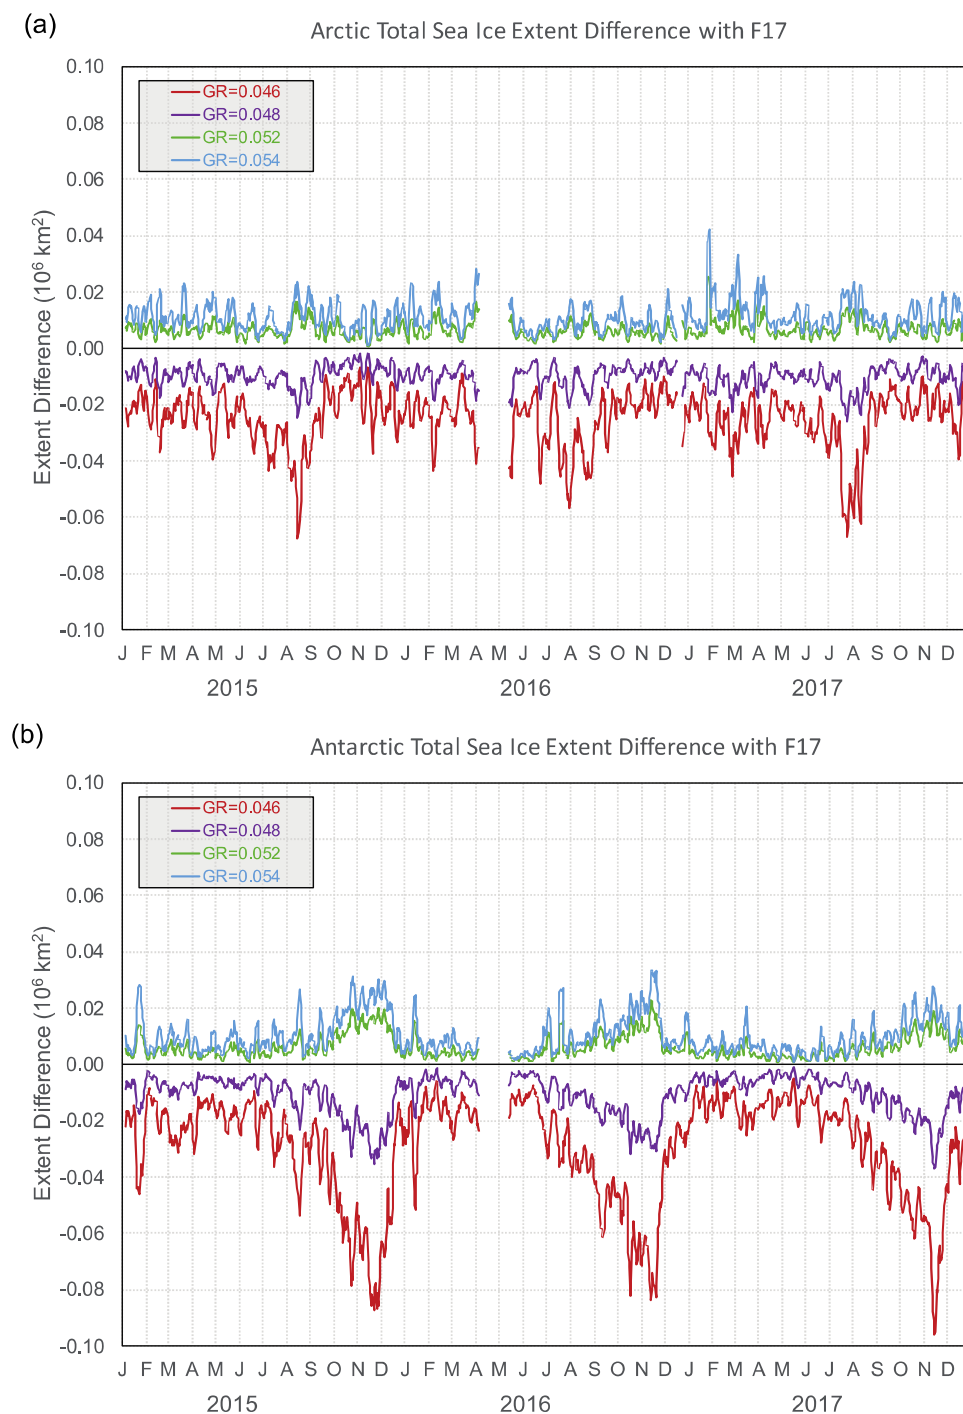 (a)
Arctic Total Sea Ice Extent Difference with F17
Extent Difference (10⁶ km²)
0.10
0.08
0.06
0.04
0.02
0.00
-0.02
-0.04
-0.06
-0.08
-0.10
GR=0.046
GR=0.048
GR=0.052
GR=0.054
J F M A M J J A S O N D J F M A M J J A S O N D J F M A M J J A S O N D
2015 2016 2017
(b)
Antarctic Total Sea Ice Extent Difference with F17
Extent Difference (10⁶ km²)
0.10
0.08
0.06
0.04
0.02
0.00
-0.02
-0.04
-0.06
-0.08
-0.10
GR=0.046
GR=0.048
GR=0.052
GR=0.054
J F M A M J J A S O N D J F M A M J J A S O N D J F M A M J J A S O N D
2015 2016 2017